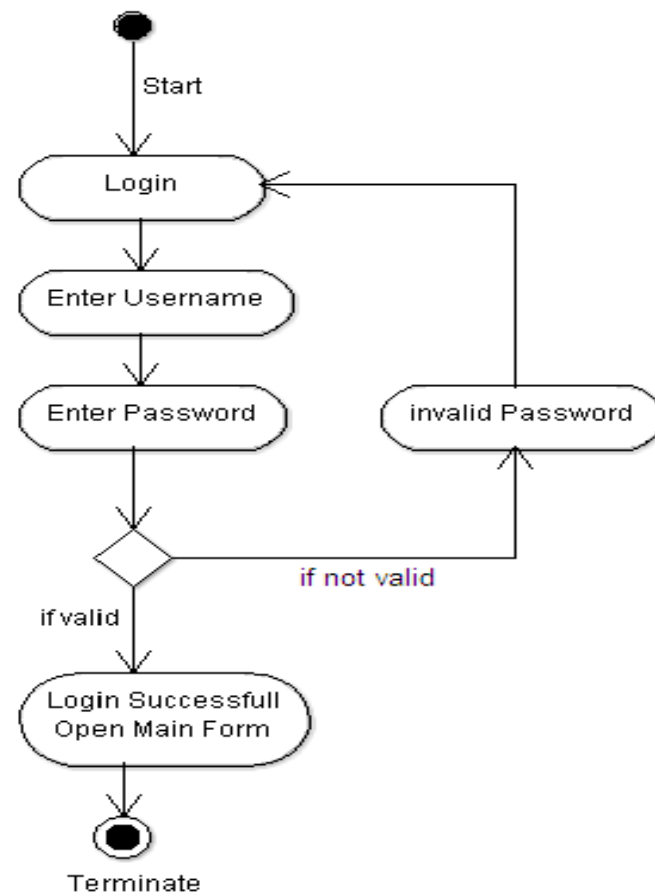 Start
Login
Enter Username
Enter Password
invalid Password
if not valid
if valid
Login Successfull
Open Main Form
Terminate